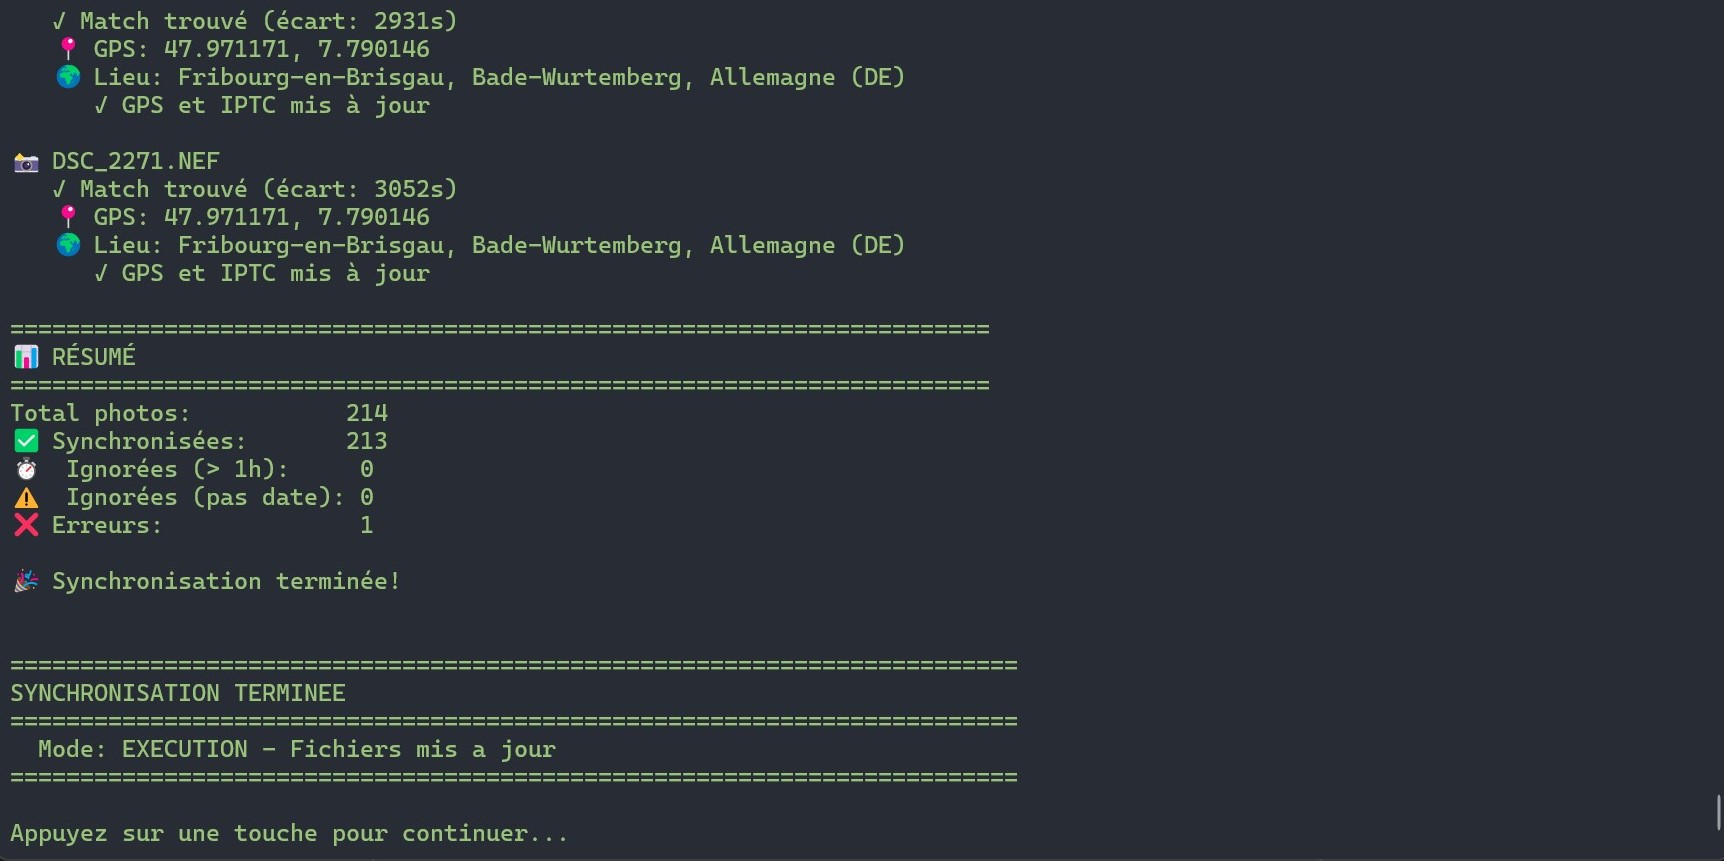 √ Match trouvé (écart: 2931s)
📍 GPS: 47.971171, 7.790146
🌍 Lieu: Fribourg-en-Brisgau, Bade-Wurtemberg, Allemagne (DE)
√ GPS et IPTC mis à jour
📸 DSC_2271.NEF
√ Match trouvé (écart: 3052s)
📍 GPS: 47.971171, 7.790146
🌍 Lieu: Fribourg-en-Brisgau, Bade-Wurtemberg, Allemagne (DE)
√ GPS et IPTC mis à jour
======================================================================
📊 RÉSUMÉ
======================================================================
Total photos: 214
✅ Synchronisées: 213
⏱ Ignorées (> 1h): 0
⚠ Ignorées (pas date): 0
❌ Erreurs: 1
🎉 Synchronisation terminée!
========================================================================
SYNCHRONISATION TERMINEE
========================================================================
Mode: EXECUTION - Fichiers mis a jour
========================================================================
Appuyez sur une touche pour continuer...